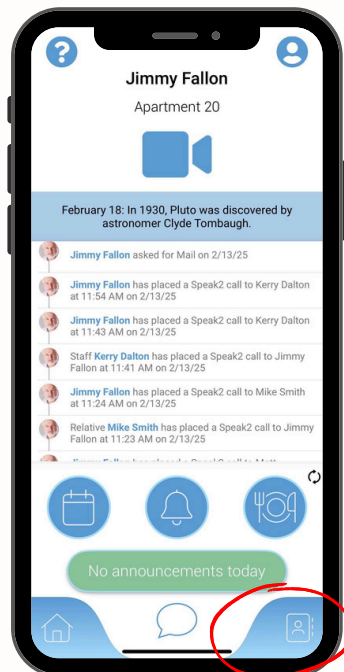 ?
Jimmy Fallon
Apartment 20
February 18: In 1930, Pluto was discovered by
astronomer Clyde Tombaugh.
Jimmy Fallon asked for Mail on 2/13/25
Jimmy Fallon has placed a Speak2 call to Kerry Dalton
at 11:54 AM on 2/13/25
Jimmy Fallon has placed a Speak2 call to Kerry Dalton
at 11:43 AM on 2/13/25
Staff Kerry Dalton has placed a Speak2 call to Jimmy
Fallon at 11:41 AM on 2/13/25
Jimmy Fallon has placed a Speak2 call to Mike Smith
at 11:24 AM on 2/13/25
Relative Mike Smith has placed a Speak2 call to Jimmy
Fallon at 11:23 AM on 2/13/25
No announcements today